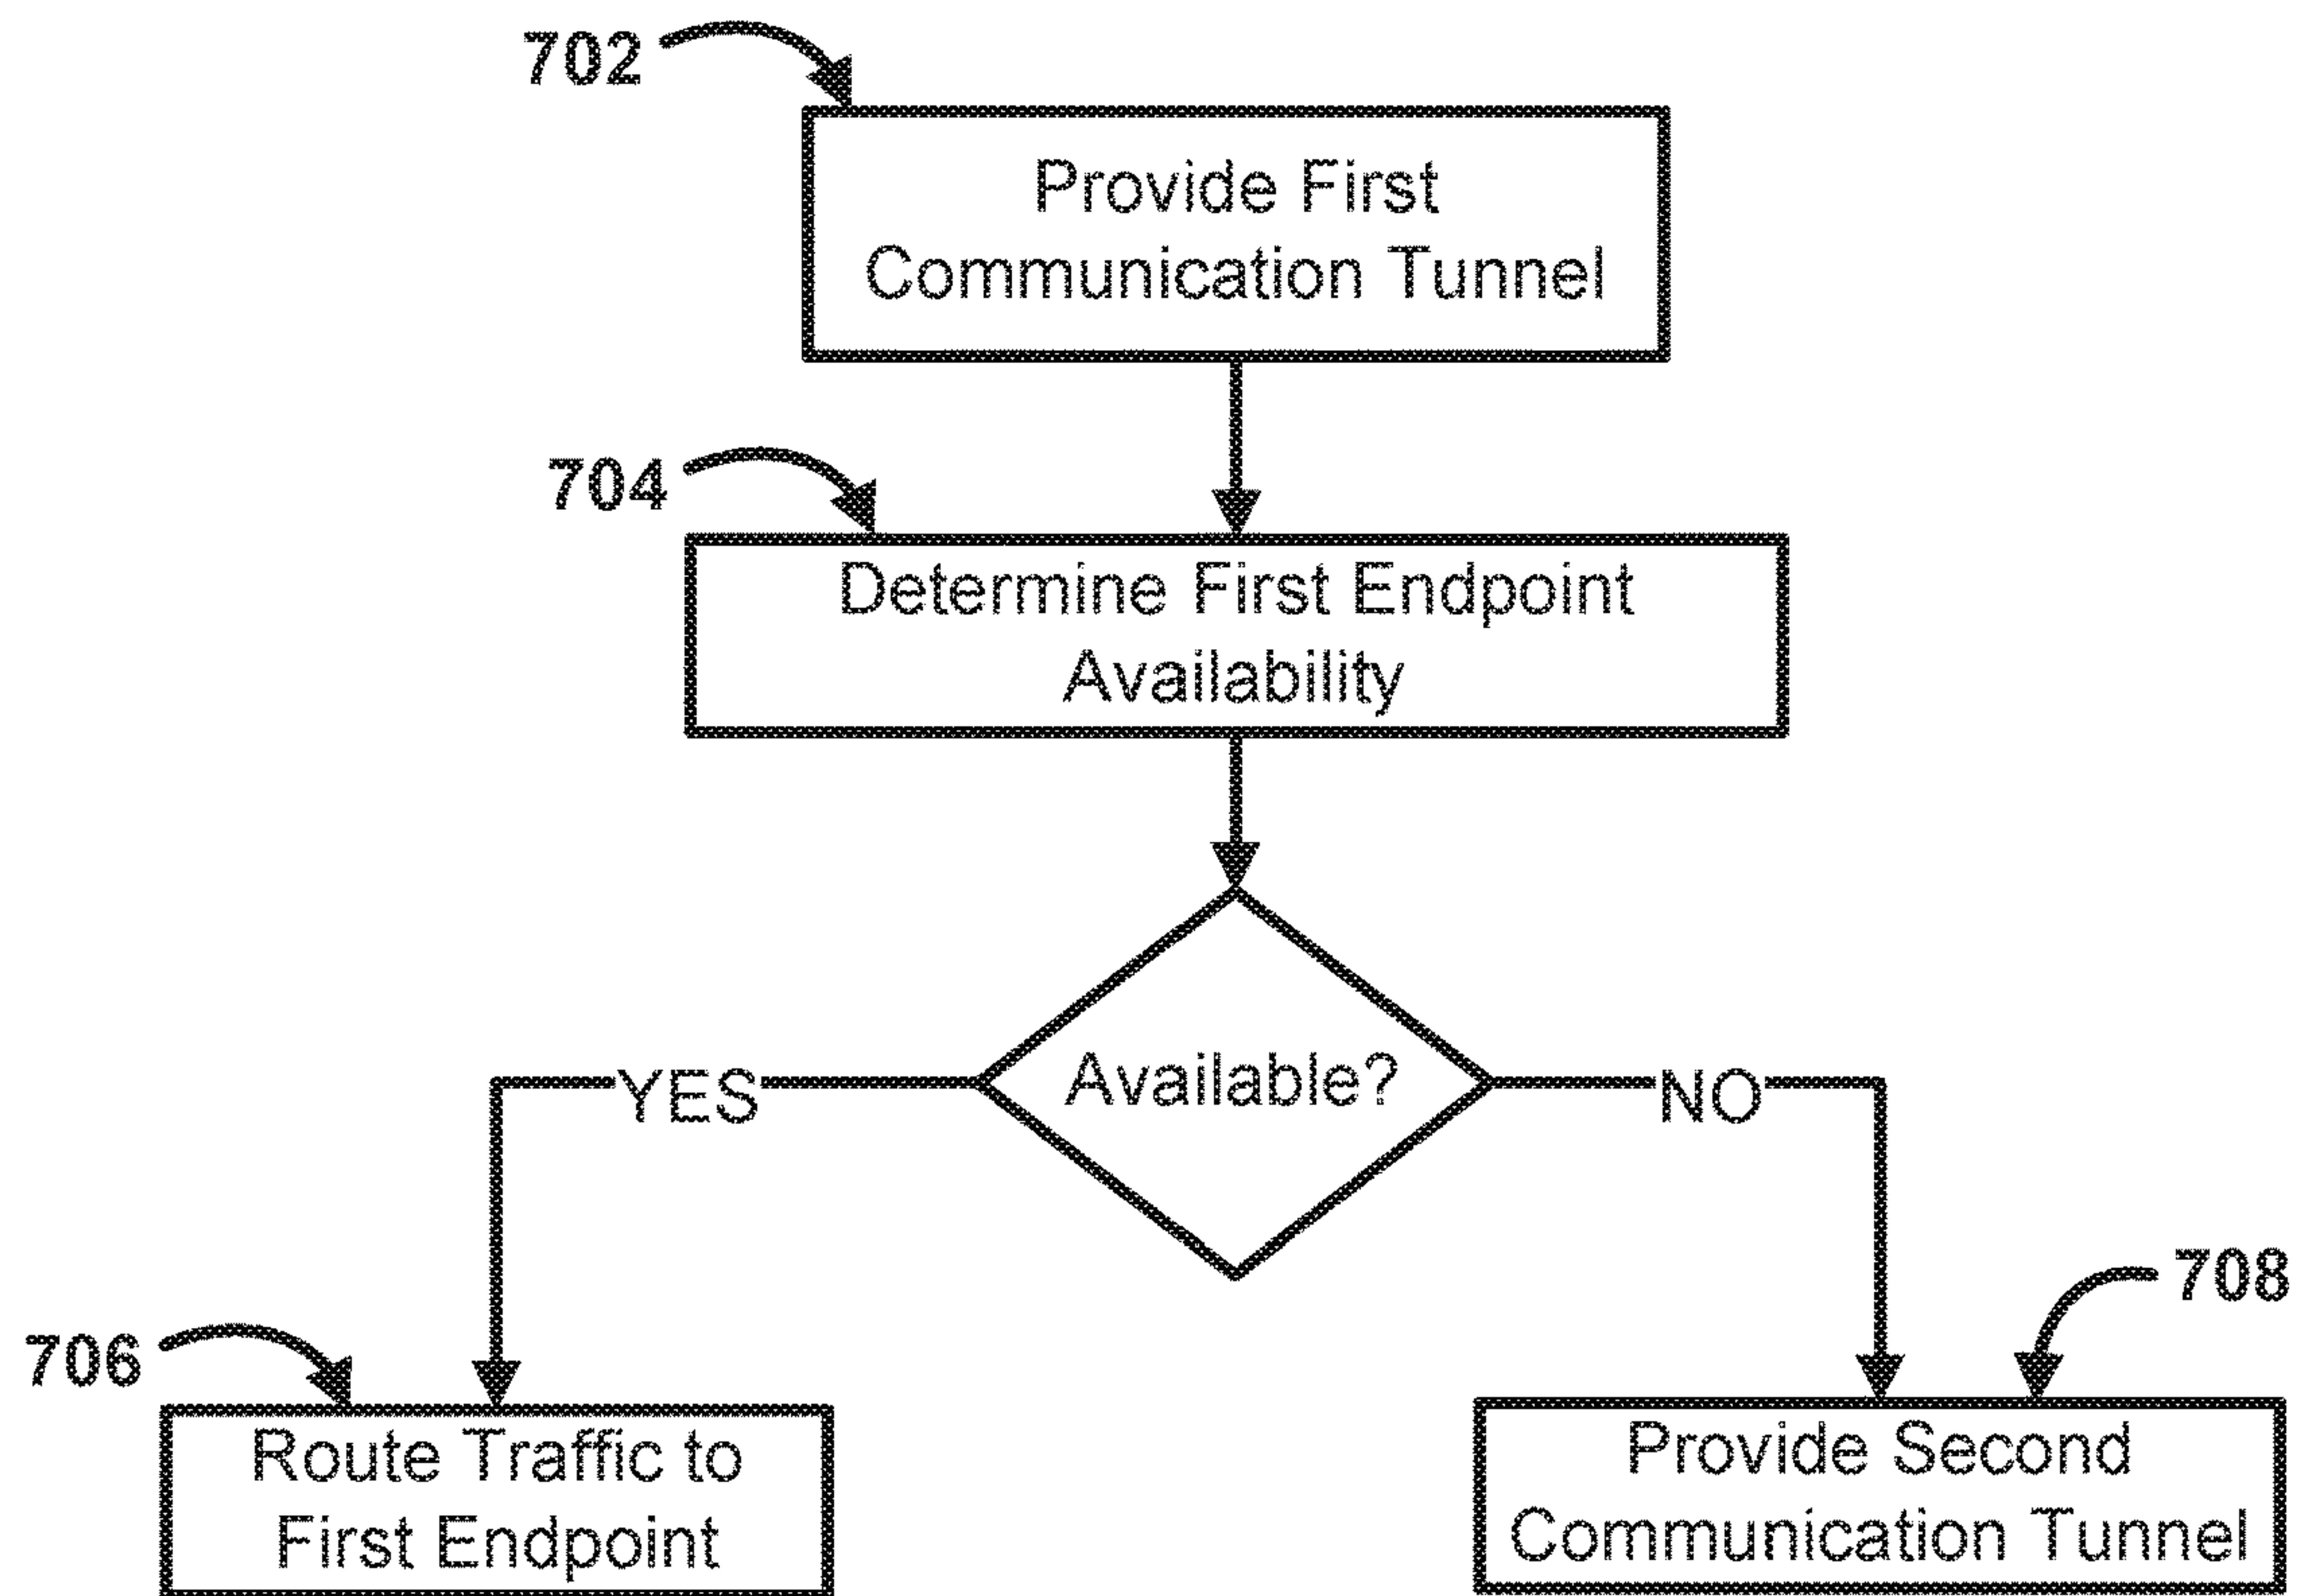 702
Provide First
Communication Tunnel
704
Determine First Endpoint
Availability
Available?
YES
NO
706
708
Route Traffic to
First Endpoint
Provide Second
Communication Tunnel